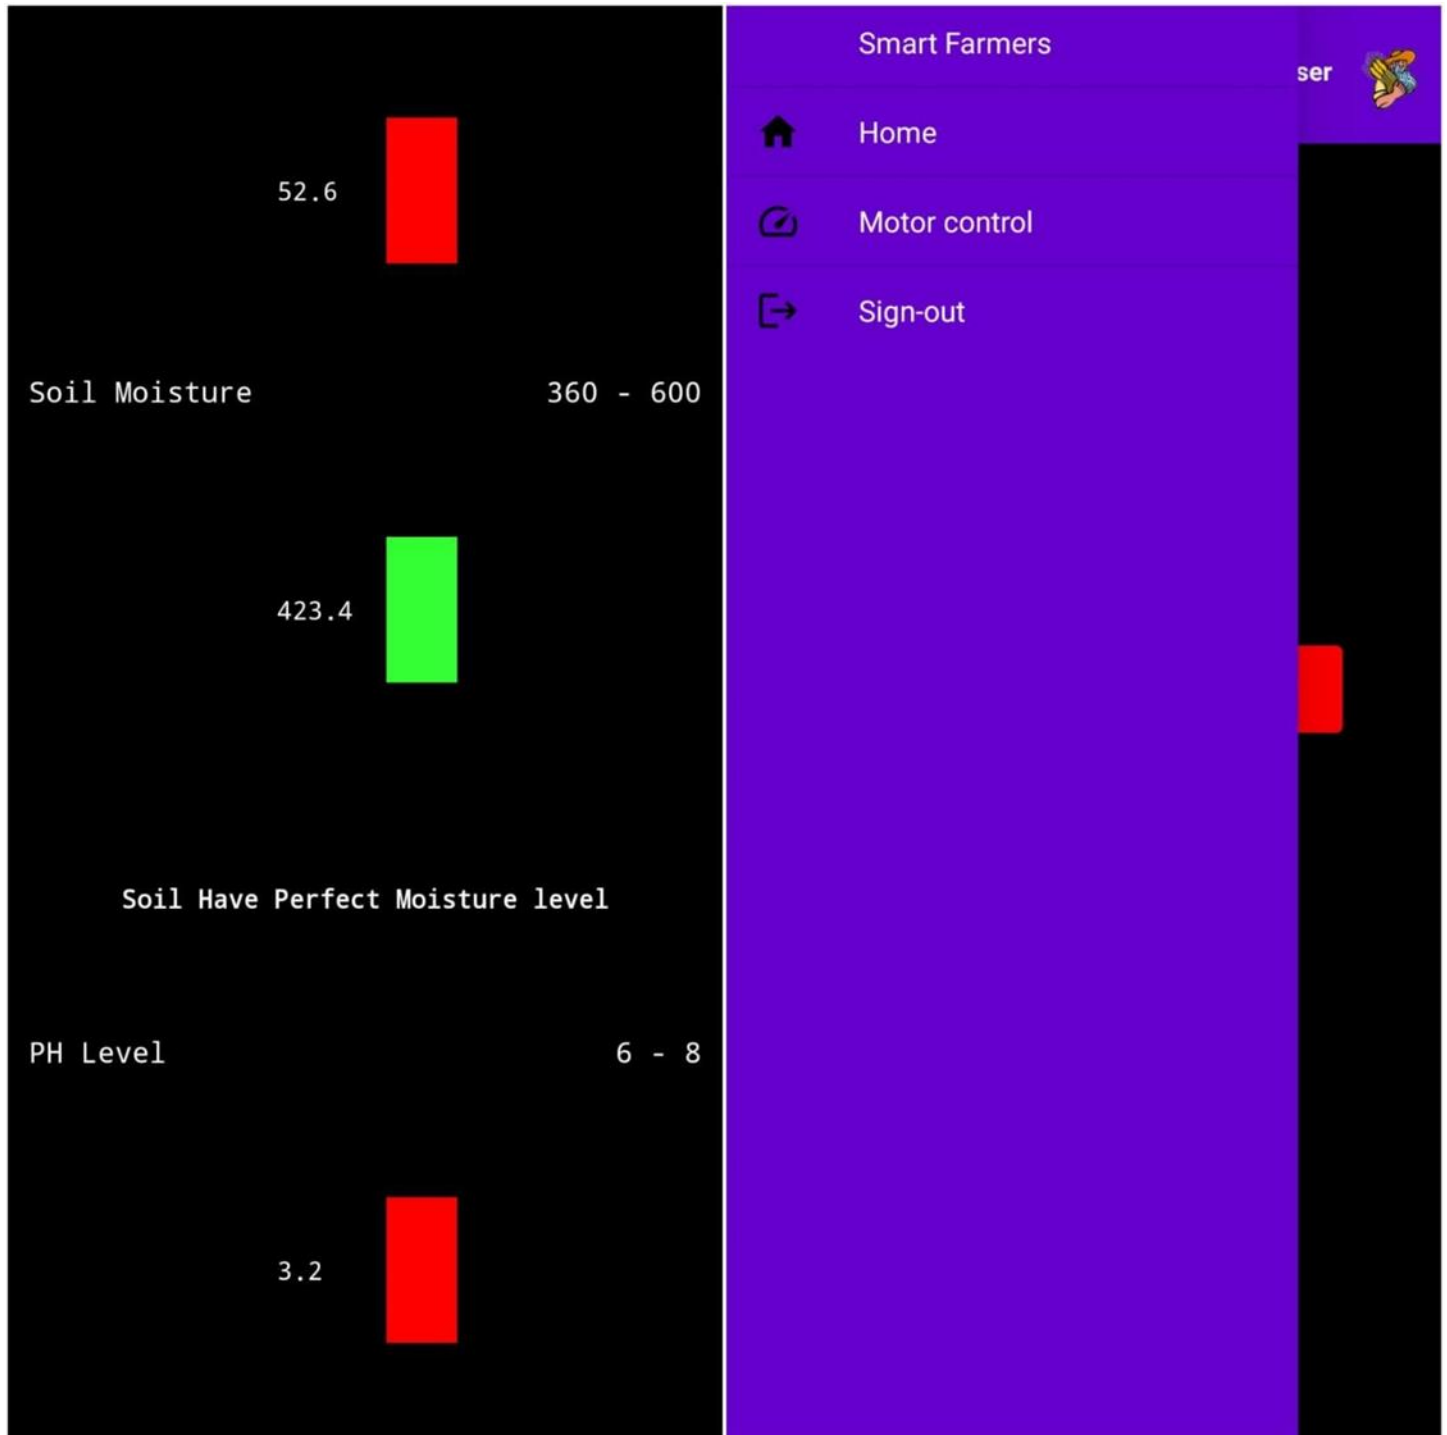 52.6
Soil Moisture 360 - 600
423.4
Soil Have Perfect Moisture level
PH Level 6 - 8
3.2
Smart Farmers
ser
Home
Motor control
Sign-out